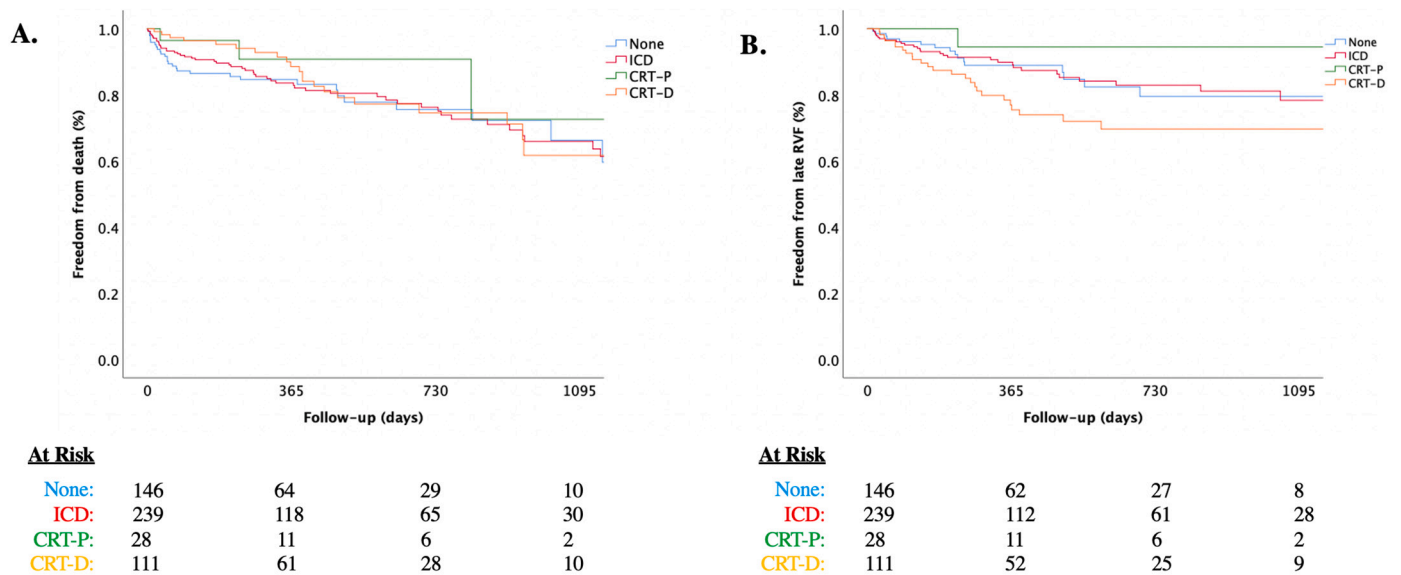 A.
1.0
0.8
0.6
0.4
0.2
0.0
Freedom from death (%)
None
ICD
CRT-P
CRT-D
0 365 730 1095
Follow-up (days)
At Risk
None: 146 64 29 10
ICD: 239 118 65 30
CRT-P: 28 11 6 2
CRT-D: 111 61 28 10
B.
1.0
0.8
0.6
0.4
0.2
0.0
Freedom from late RVF (%)
None
ICD
CRT-P
CRT-D
0 365 730 1095
Follow-up (days)
At Risk
None: 146 62 27 8
ICD: 239 112 61 28
CRT-P: 28 11 6 2
CRT-D: 111 52 25 9